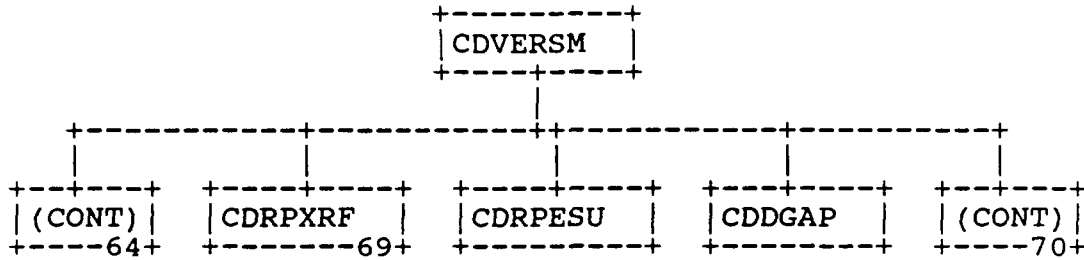 CDVERSM
(CONT) CDRPXRF CDRPESU CDDGAP (CONT)
64 69 70